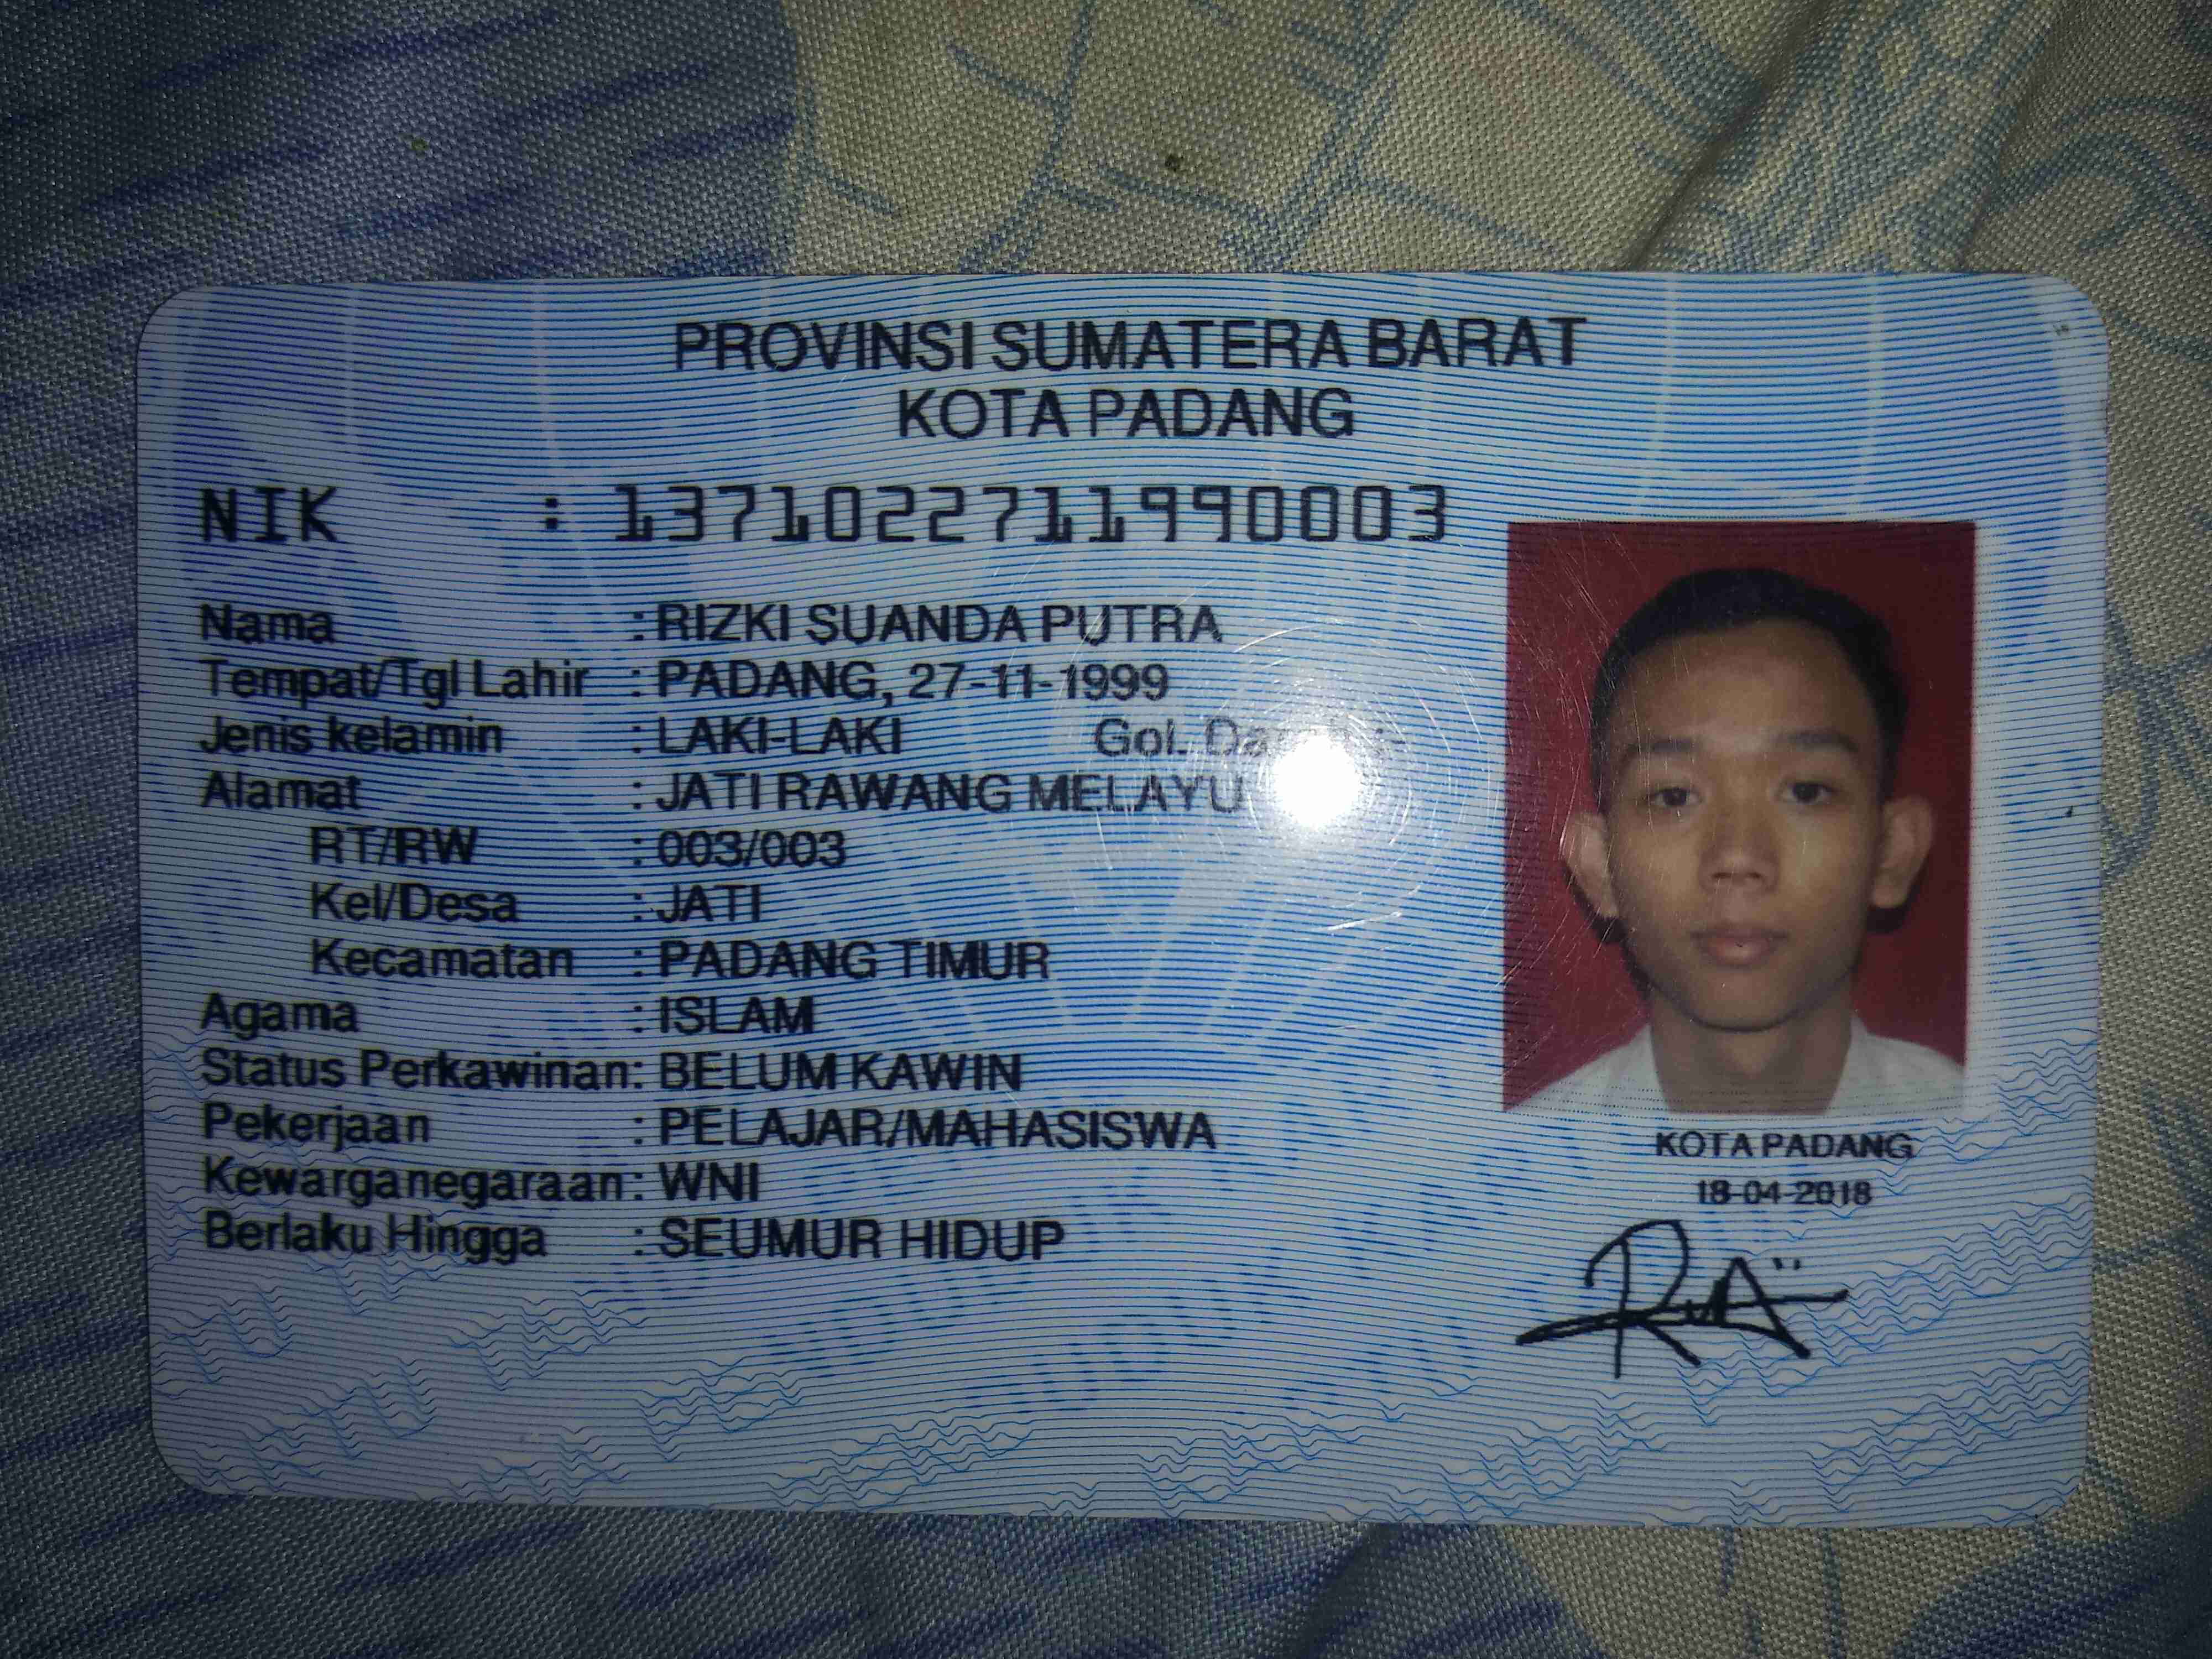 PROVINSI SUMATERA BARAT
KOTA PADANG
NIK : 1371022711990003
Nama : RIZKI SUANDA PUTRA
Tempat/Tgl Lahir : PADANG, 27-11-1999
Jenis kelamin : LAKI-LAKI Gol. Darah :-
Alamat : JATI RAWANG MELAYU
RT/RW : 003/003
Kel/Desa : JATI
Kecamatan : PADANG TIMUR
Agama : ISLAM
Status Perkawinan: BELUM KAWIN
Pekerjaan : PELAJAR/MAHASISWA
Kewarganegaraan: WNI
Berlaku Hingga : SEUMUR HIDUP
KOTA PADANG
18-04-2018